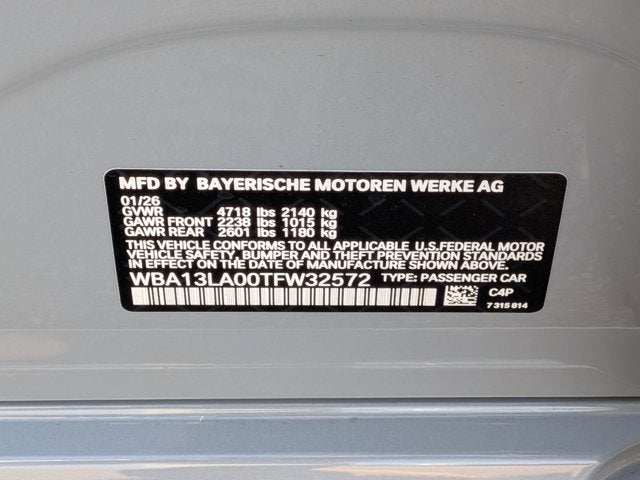 MFD BY BAYERISCHE MOTOREN WERKE AG
01/26
GVWR 4718 lbs 2140 kg
GAWR FRONT 2238 lbs 1015 kg
GAWR REAR 2601 lbs 1180 kg
THIS VEHICLE CONFORMS TO ALL APPLICABLE U.S.FEDERAL MOTOR
VEHICLE SAFETY, BUMPER AND THEFT PREVENTION STANDARDS
IN EFFECT ON THE DATE OF MANUFACTURE SHOWN ABOVE.
WBA13LA00TFW32572 TYPE: PASSENGER CAR
C4P
7 315 814